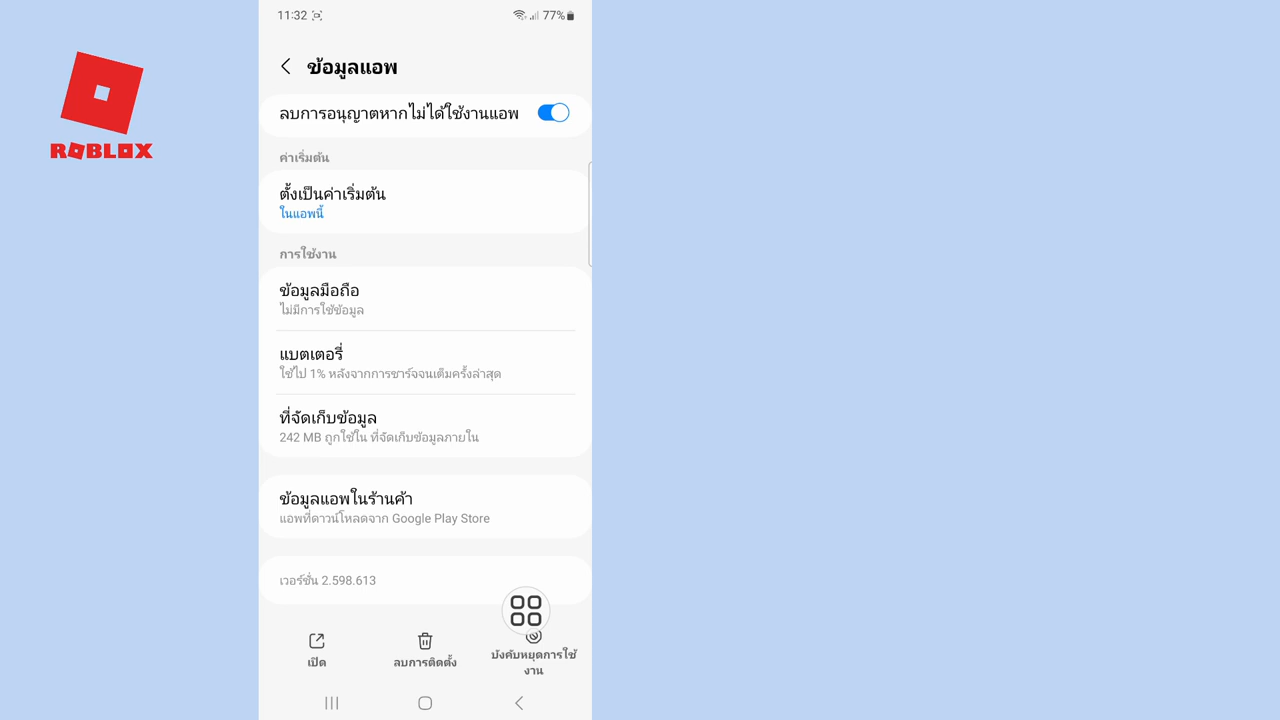 11:32
77%
ROBLOX
ข้อมูลแอพ
ลบการอนุญาตหากไม่ได้ใช้งานแอพ
ค่าเริ่มต้น
ตั้งเป็นค่าเริ่มต้น
ในแอพนี้
การใช้งาน
ข้อมูลมือถือ
ไม่มีการใช้ข้อมูล
แบตเตอรี่
ใช้ไป 1% หลังจากการชาร์จจนเต็มครั้งล่าสุด
ที่จัดเก็บข้อมูล
242 MB ถูกใช้ใน ที่จัดเก็บข้อมูลภายใน
ข้อมูลแอพในร้านค้า
แอพที่ดาวน์โหลดจาก Google Play Store
เวอร์ชั่น 2.598.613
เปิด
ลบการติดตั้ง
บังคับหยุดการใช้
งาน